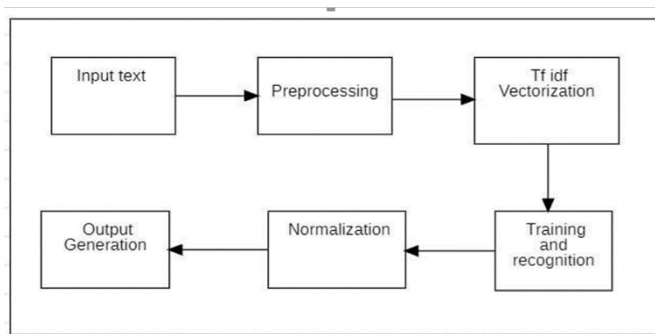 Input text
Preprocessing
Tf idf
Vectorization
Training
and
recognition
Normalization
Output
Generation